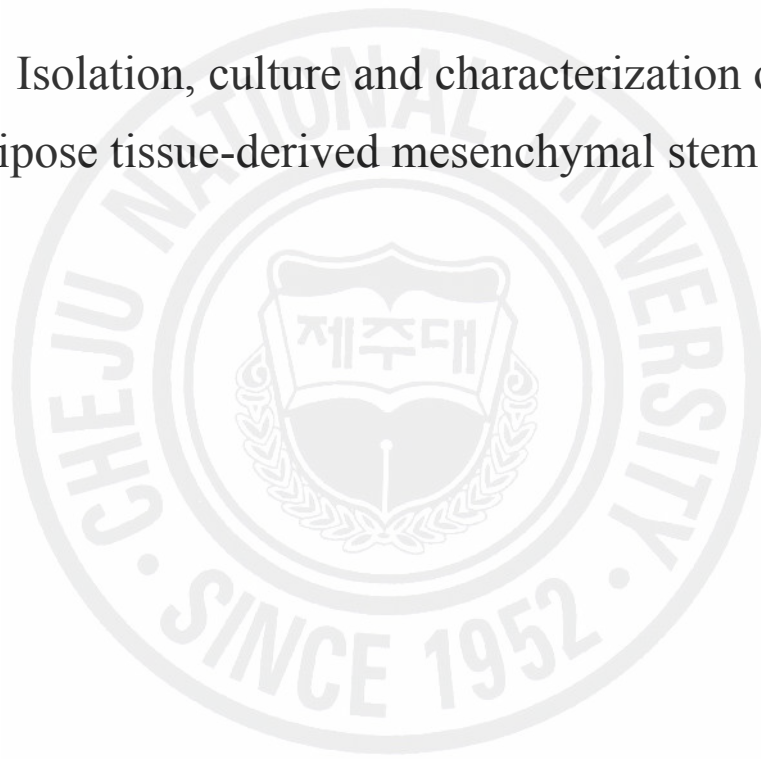 Isolation, culture and characterization
ipose tissue-derived mesenchymal stem
CHEJU NATIONAL UNIVERSITY
제주대
· SINCE 1952 ·